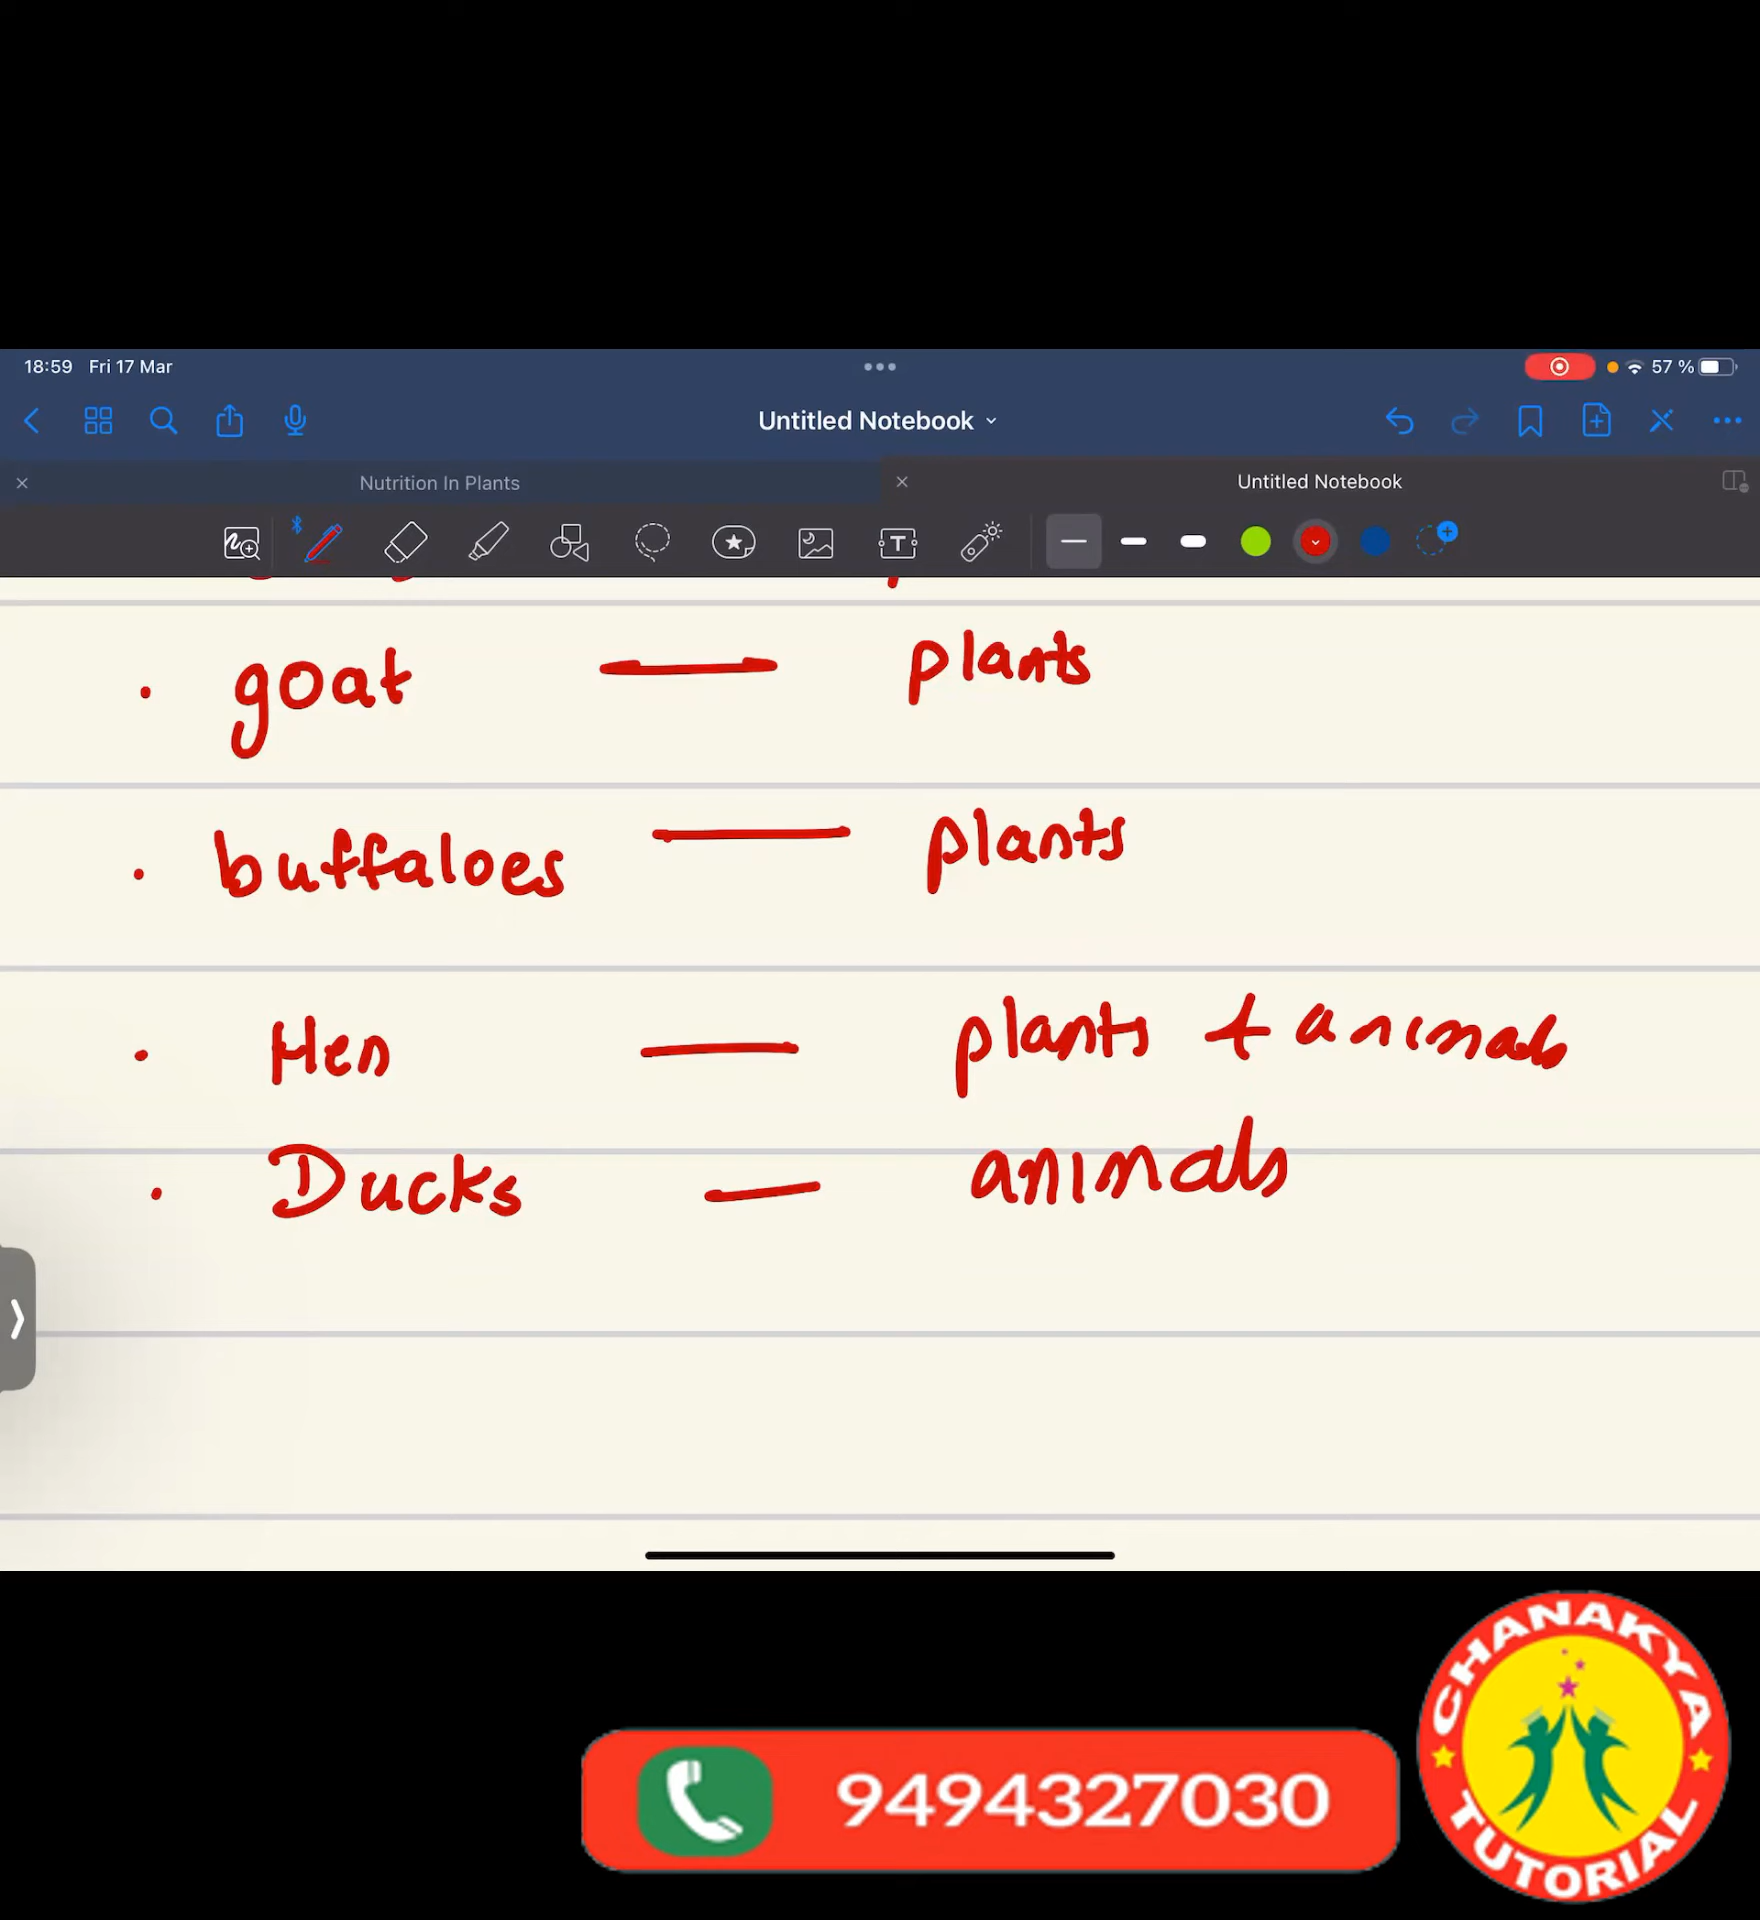 18:59 Fri 17 Mar
57 %
Untitled Notebook
Nutrition In Plants
Untitled Notebook
T
. goat — plants
. buffaloes — plants
. Hen — plants + animals
. Ducks — animals
9494327030
CHANAKYA
TUTORIAL